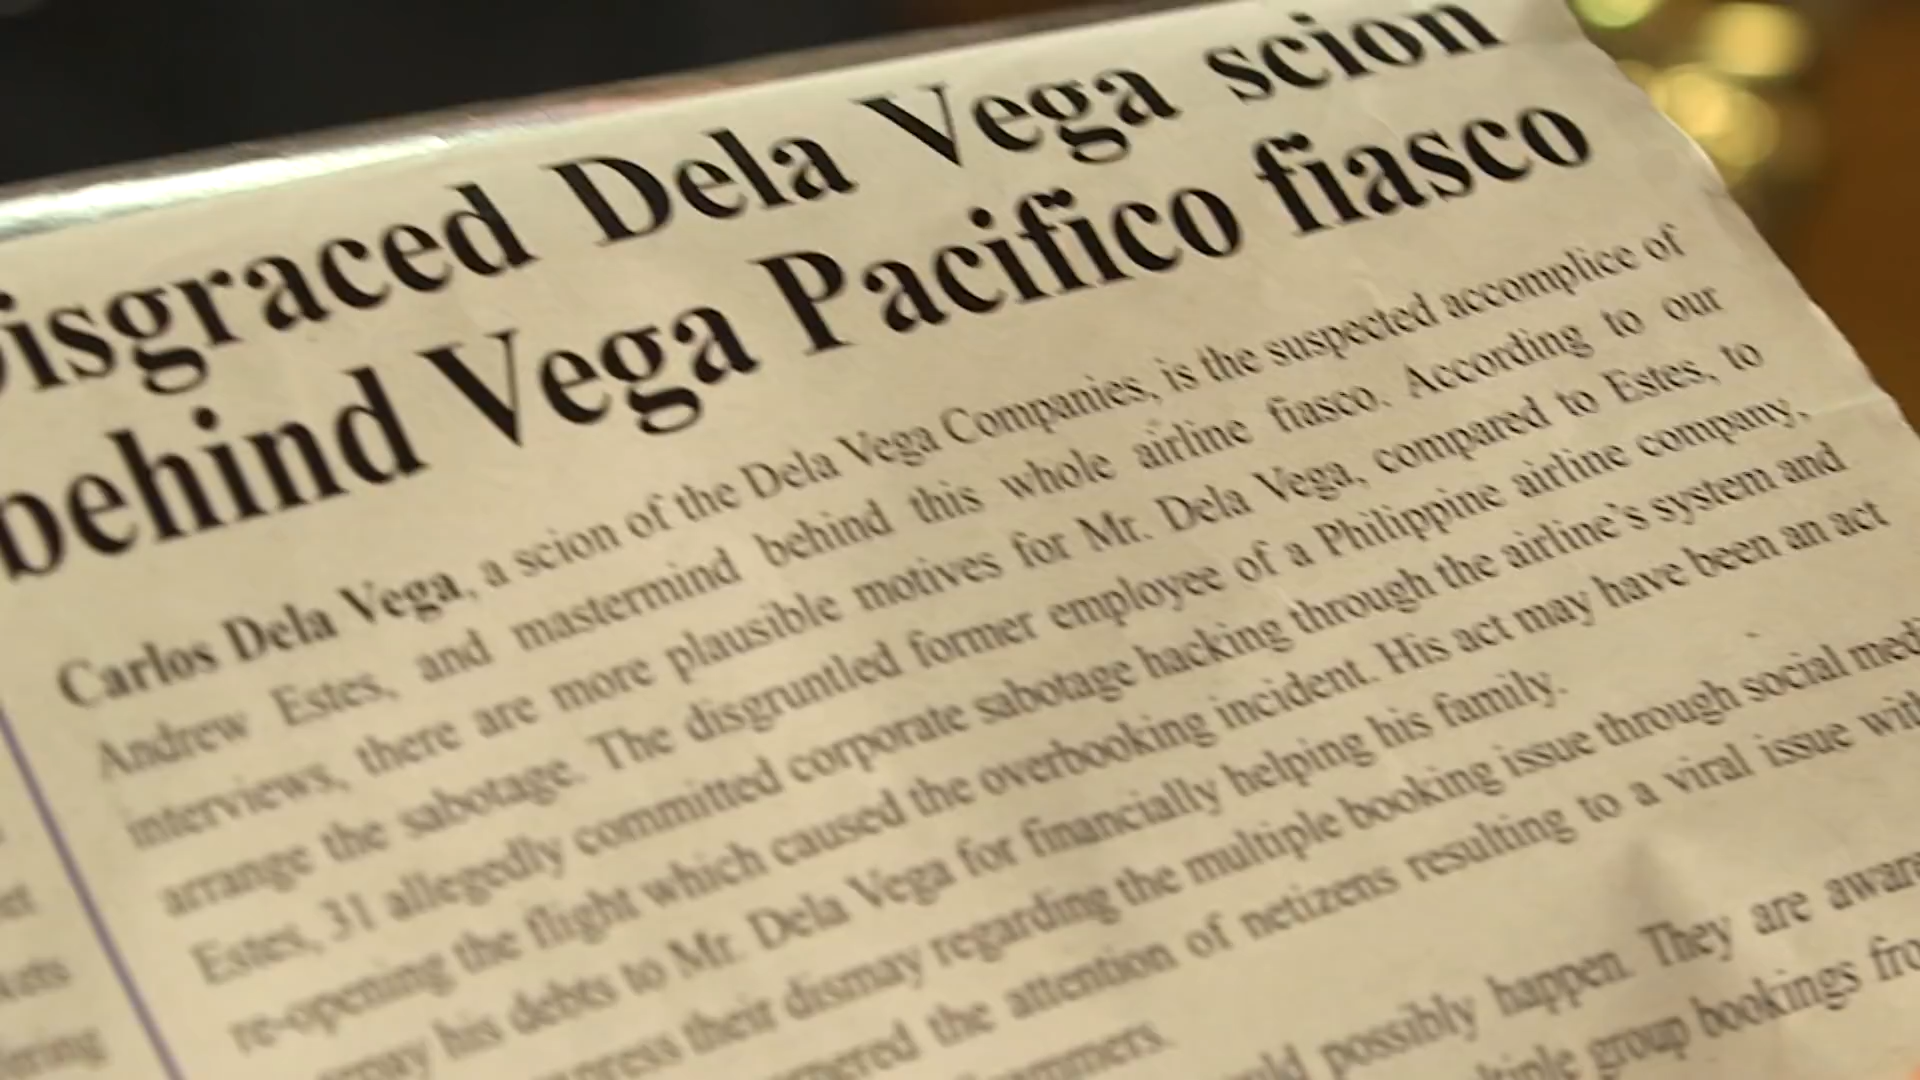 isgraced Dela Vega scion
behind Vega Pacifico fiasco
Carlos Dela Vega, a scion of the Dela Vega Companies, is the suspected accomplice of
Andrew Estes, and mastermind behind this whole airline fiasco. According to our
interviews, there are more plausible motives for Mr. Dela Vega, compared to Estes, to
arrange the sabotage. The disgruntled former employee of a Philippine airline company,
Estes, 31 allegedly committed corporate sabotage hacking through the airline's system and
re-opening the flight which caused the overbooking incident. His act may have been an act
his debts to Mr. Dela Vega for financially helping his family.
their dismay regarding the multiple booking issue through social med
the attention of netizens resulting to a viral issue with
possibly happen. They are aware
group bookings fro